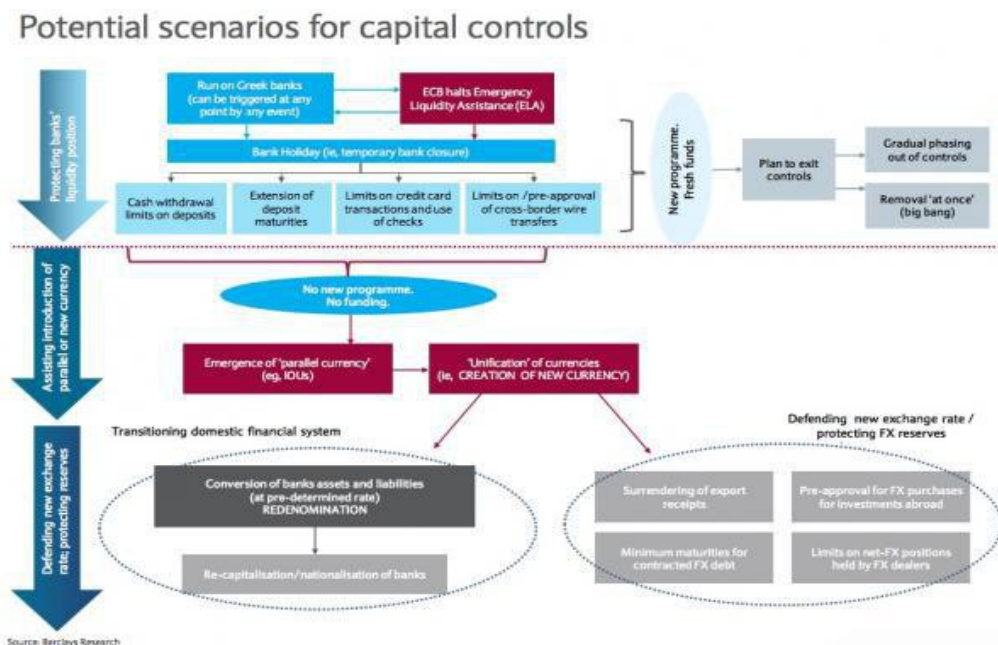 Potential scenarios for capital controls
Protecting banks'
liquidity position
Run on Greek banks
(can be triggered at any
point by any event)
ECB halts Emergency
Liquidity Assistance (ELA)
Bank Holiday (ie, temporary bank closure)
Cash withdrawal
limits on deposits
Extension of
deposit
maturities
Limits on credit card
transactions and use
of checks
Limits on /pre-approval
of cross-border wire
transfers
New programme.
Fresh funds
Plan to exit
controls
Gradual phasing
out of controls
Removal 'at once'
(big bang)
Assisting introduction of
parallel or new currency
No new programme.
No funding.
Emergence of 'parallel currency'
(eg, IOUs)
'Unification' of currencies
(ie, CREATION OF NEW CURRENCY)
Defending new exchange
rate; protecting reserves
Transitioning domestic financial system
Conversion of banks assets and liabilities
(at pre-determined rate)
REDENOMINATION
Re-capitalisation/nationalisation of banks
Defending new exchange rate /
protecting FX reserves
Surrendering of export
receipts
Pre-approval for FX purchases
for investments abroad
Minimum maturities for
contracted FX debt
Limits on net-FX positions
held by FX dealers
Source: Barclays Research